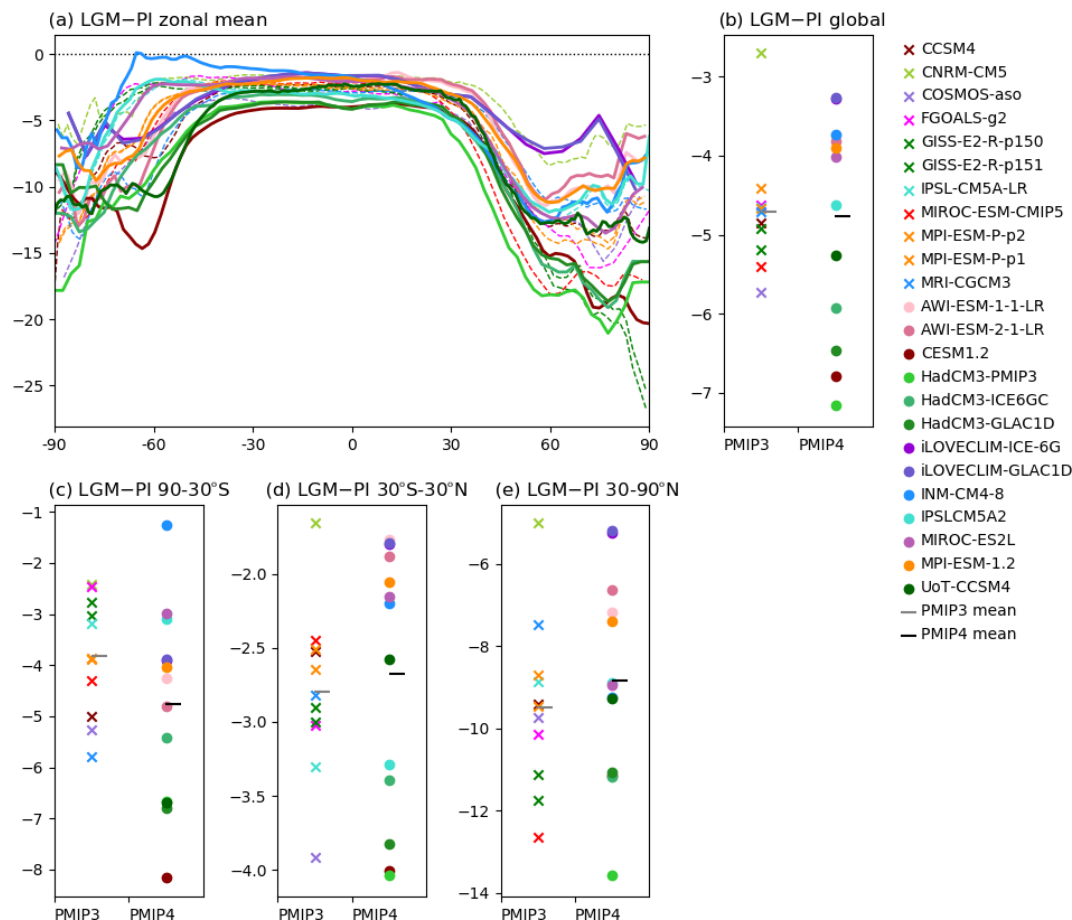 (a) LGM−PI zonal mean
0
−5
−10
−15
−20
−25
-90
-60
-30
0
30
60
90
(b) LGM−PI global
−3
−4
−5
−6
−7
PMIP3
PMIP4
CCSM4
CNRM-CM5
COSMOS-aso
FGOALS-g2
GISS-E2-R-p150
GISS-E2-R-p151
IPSL-CM5A-LR
MIROC-ESM-CMIP5
MPI-ESM-P-p2
MPI-ESM-P-p1
MRI-CGCM3
AWI-ESM-1-1-LR
AWI-ESM-2-1-LR
CESM1.2
HadCM3-PMIP3
HadCM3-ICE6GC
HadCM3-GLAC1D
iLOVECLIM-ICE-6G
iLOVECLIM-GLAC1D
INM-CM4-8
IPSLCM5A2
MIROC-ES2L
MPI-ESM-1.2
UoT-CCSM4
PMIP3 mean
PMIP4 mean
(c) LGM−PI 90-30°S
−1
−2
−3
−4
−5
−6
−7
−8
PMIP3
PMIP4
(d) LGM−PI 30°S-30°N
−2.0
−2.5
−3.0
−3.5
−4.0
PMIP3
PMIP4
(e) LGM−PI 30-90°N
−6
−8
−10
−12
−14
PMIP3
PMIP4